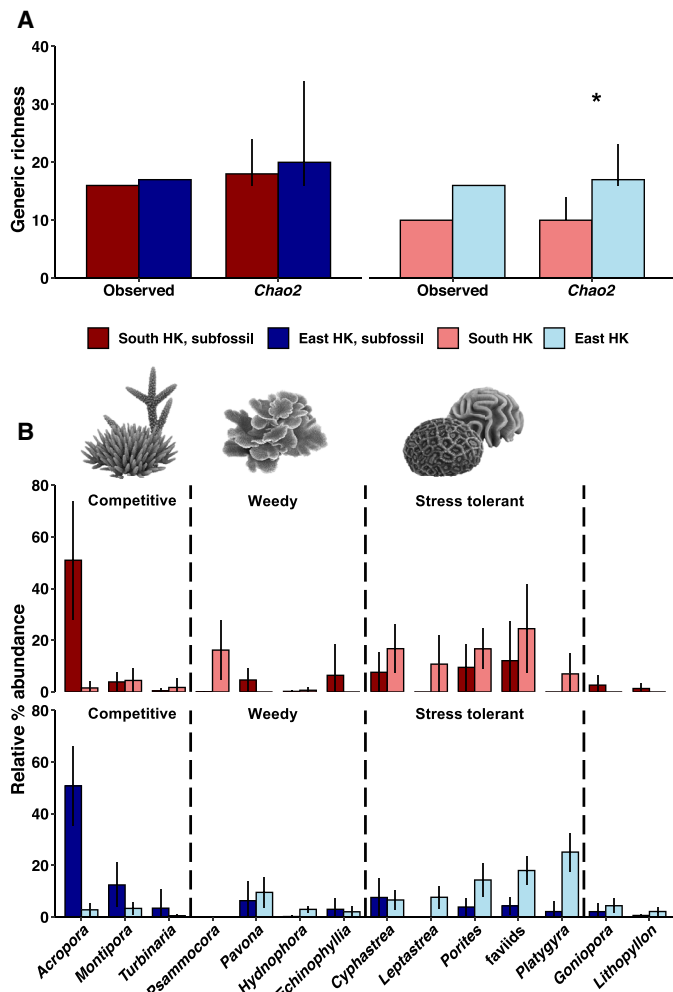 A
Generic richness
40
30
20
10
0
*
Observed
Chao2
Observed
Chao2
South HK, subfossil
East HK, subfossil
South HK
East HK
B
Relative % abundance
80
60
40
20
0
Competitive
Weedy
Stress tolerant
80
60
40
20
0
Competitive
Weedy
Stress tolerant
Acropora
Montipora
Turbinaria
Psammocora
Pavona
Hydnophora
Echinophyllia
Cyphastrea
Leptastrea
Porites
faviids
Platygyra
Goniopora
Lithopyllon